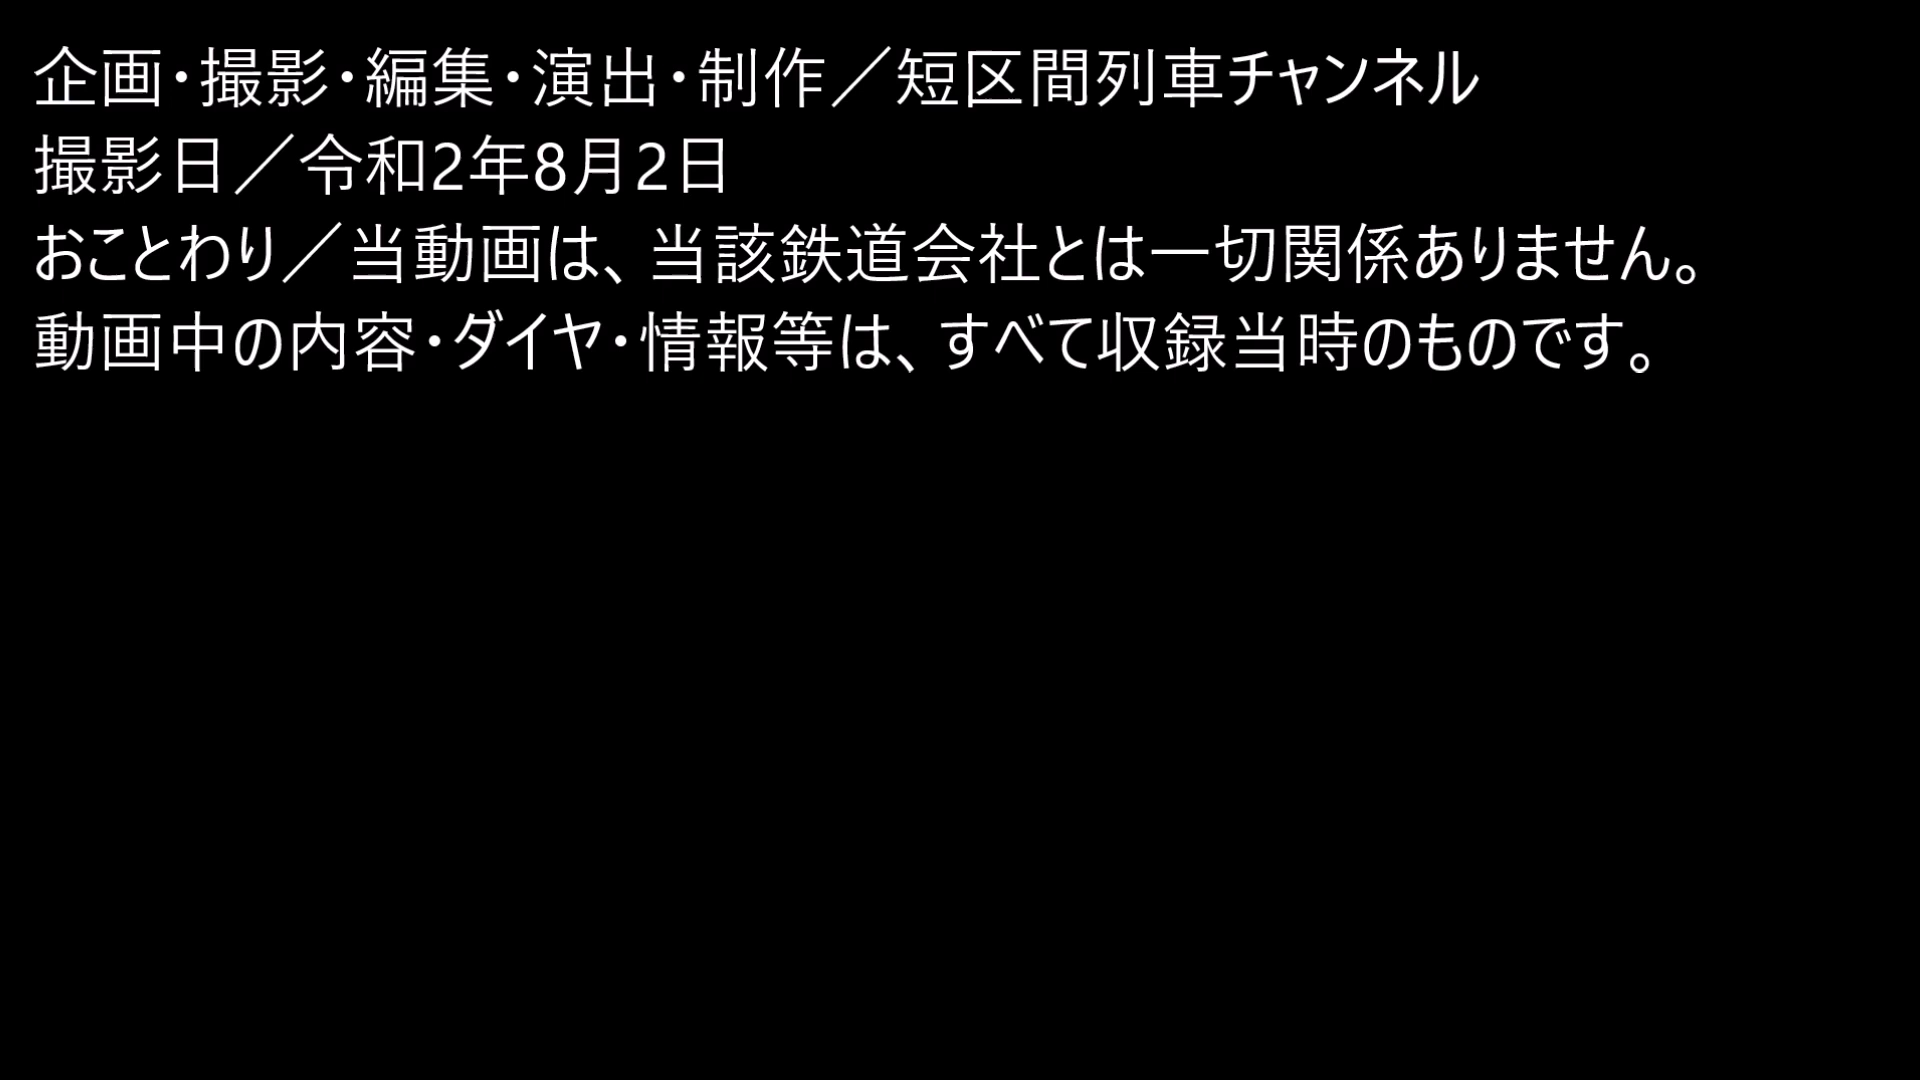 企画・撮影・編集・演出・制作／短区間列車チャンネル
撮影日／令和2年8月2日
おことわり／当動画は、当該鉄道会社とは一切関係ありません。
動画中の内容・ダイヤ・情報等は、すべて収録当時のものです。